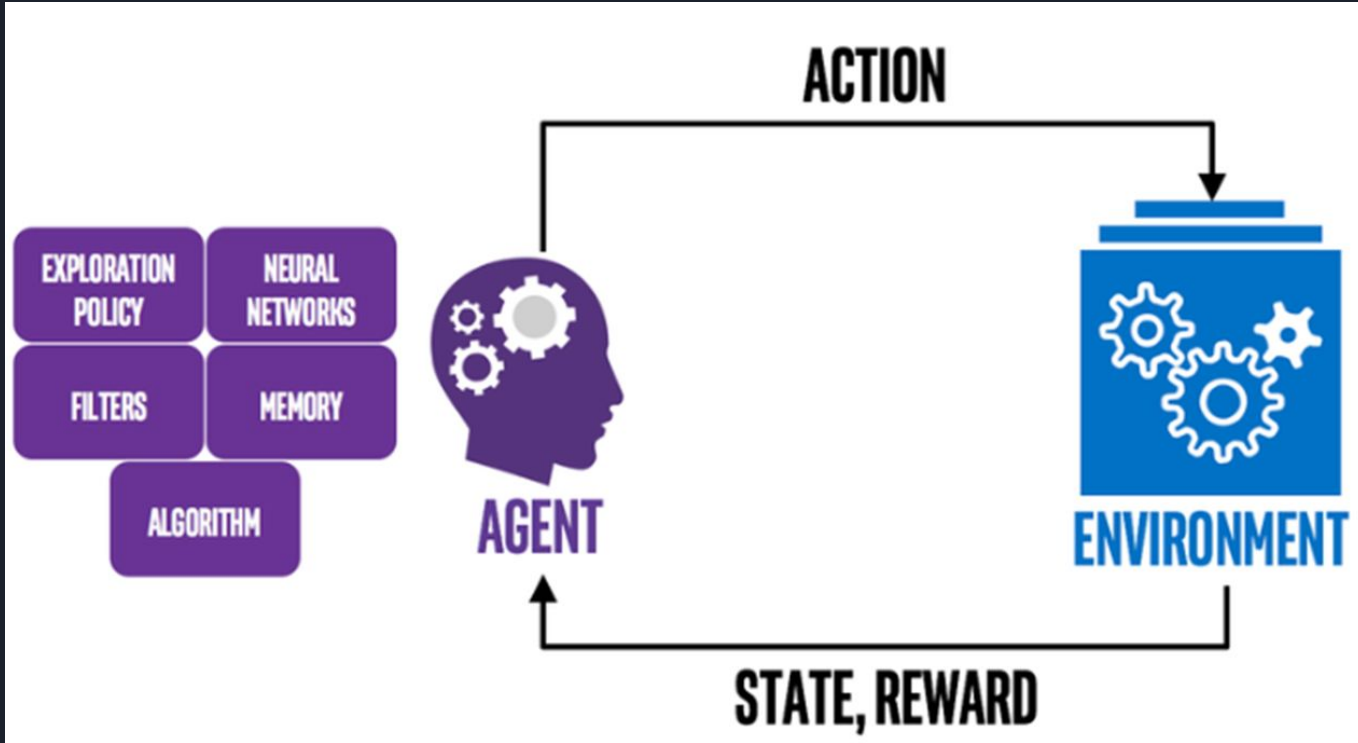 ACTION
EXPLORATION
POLICY
NEURAL
NETWORKS
FILTERS
MEMORY
ALGORITHM
AGENT
ENVIRONMENT
STATE, REWARD